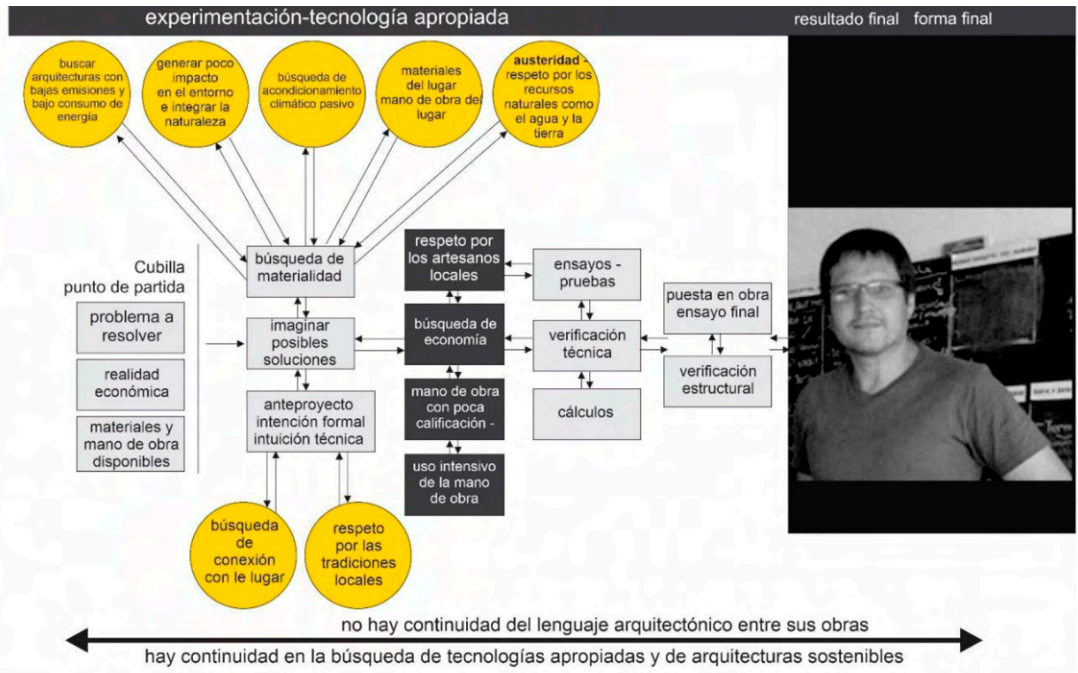 experimentación-tecnología apropiada
resultado final   forma final
buscar
arquitecturas con
bajas emisiones y
bajo consumo de
energía
generar poco
impacto
en el entorno
e integrar la
naturaleza
búsqueda de
acondicionamiento
climático pasivo
materiales
del lugar
mano de obra del
lugar
austeridad -
respeto por los
recursos
naturales como
el agua y la
tierra
Cubilla
punto de partida
problema a
resolver
realidad
económica
materiales y
mano de obra
disponibles
búsqueda de
materialidad
imaginar
posibles
soluciones
anteproyecto
intención formal
intuición técnica
búsqueda
de
conexión
con le lugar
respeto
por las
tradiciones
locales
respeto por
los artesanos
locales
búsqueda de
economía
mano de obra
con poca
calificación -
uso intensivo
de la mano
de obra
ensayos -
pruebas
verificación
técnica
cálculos
puesta en obra
ensayo final
verificación
estructural
no hay continuidad del lenguaje arquitectónico entre sus obras
hay continuidad en la búsqueda de tecnologías apropiadas y de arquitecturas sostenibles